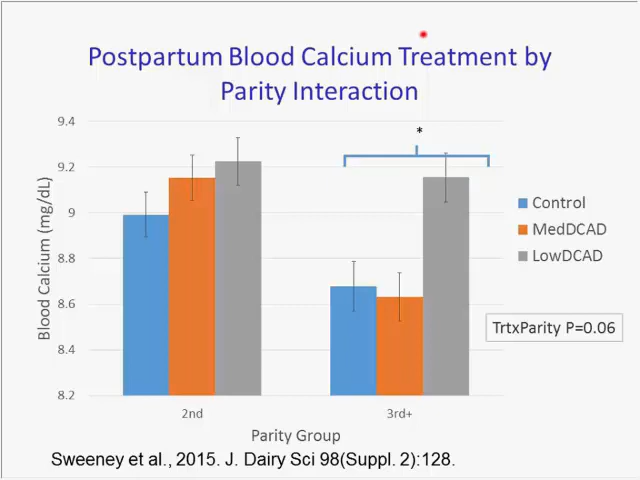 Postpartum Blood Calcium Treatment by
Parity Interaction
9.4
9.2
9
8.8
8.6
8.4
8.2
Blood Calcium (mg/dL)
*
Control
MedDCAD
LowDCAD
TrtxParity P=0.06
2nd
3rd+
Parity Group
Sweeney et al., 2015. J. Dairy Sci 98(Suppl. 2):128.